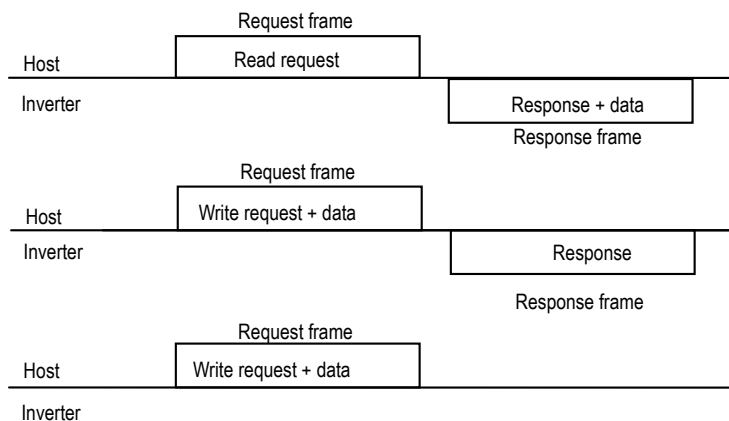 Request frame
Host
Read request
Inverter
Response + data
Response frame
Request frame
Host
Write request + data
Inverter
Response
Response frame
Request frame
Host
Write request + data
Inverter